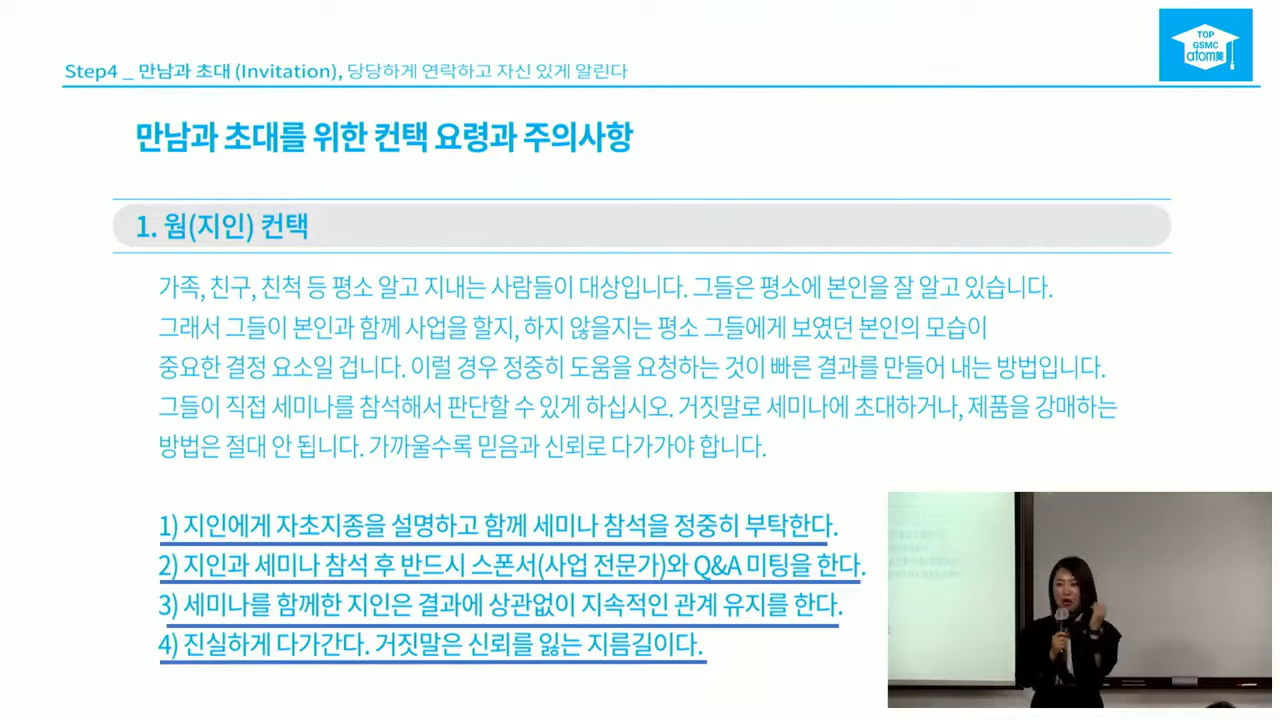 Step4 _ 만남과 초대 (Invitation), 당당하게 연락하고 자신 있게 알린다
TOP
GSMC
atom美
만남과 초대를 위한 컨택 요령과 주의사항
1. 웜(지인) 컨택
가족, 친구, 친척 등 평소 알고 지내는 사람들이 대상입니다. 그들은 평소에 본인을 잘 알고 있습니다.
그래서 그들이 본인과 함께 사업을 할지, 하지 않을지는 평소 그들에게 보였던 본인의 모습이
중요한 결정 요소일 겁니다. 이럴 경우 정중히 도움을 요청하는 것이 빠른 결과를 만들어 내는 방법입니다.
그들이 직접 세미나를 참석해서 판단할 수 있게 하십시오. 거짓말로 세미나에 초대하거나, 제품을 강매하는
방법은 절대 안 됩니다. 가까울수록 믿음과 신뢰로 다가가야 합니다.
1) 지인에게 자초지종을 설명하고 함께 세미나 참석을 정중히 부탁한다.
2) 지인과 세미나 참석 후 반드시 스폰서(사업 전문가)와 Q&A 미팅을 한다.
3) 세미나를 함께한 지인은 결과에 상관없이 지속적인 관계 유지를 한다.
4) 진실하게 다가간다. 거짓말은 신뢰를 잃는 지름길이다.